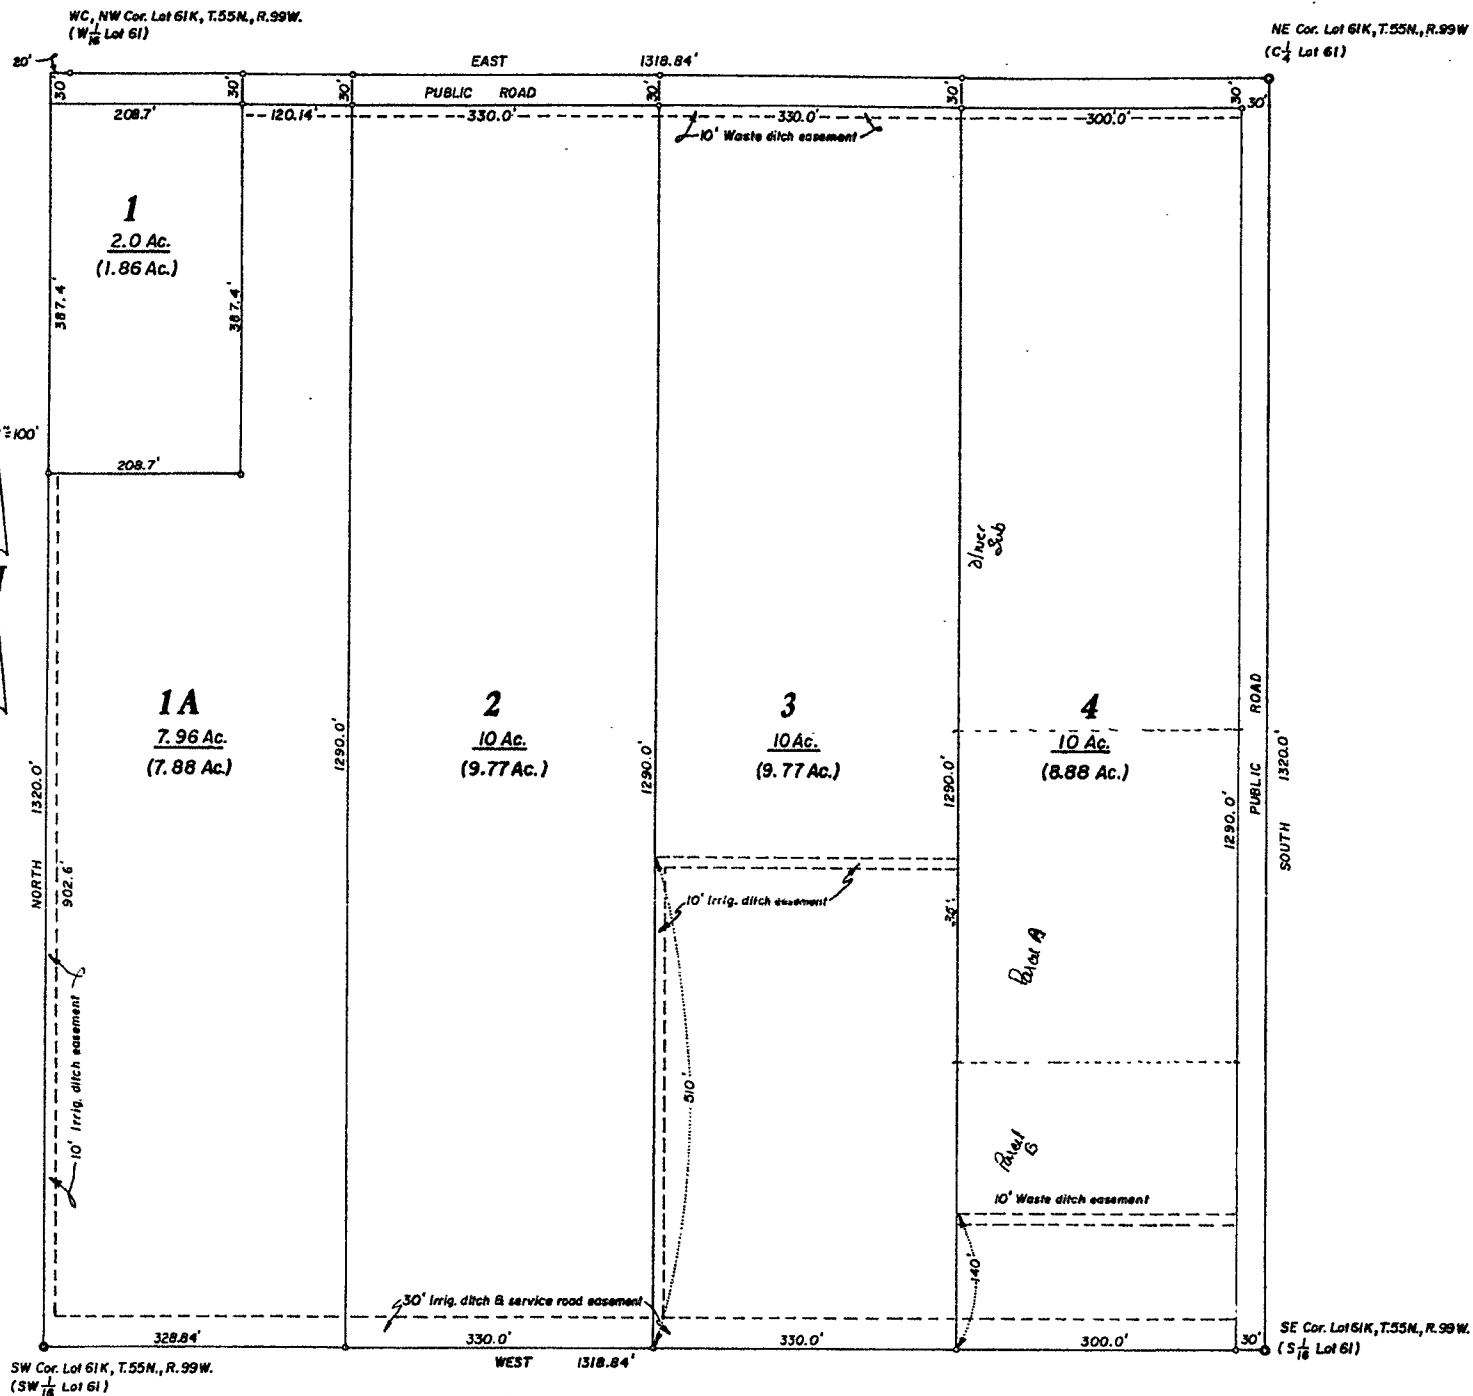 WC, NW Cor. Lot 61K, T.55N., R.99W.
(W 1/16 Lot 61)
NE Cor. Lot 61K, T.55N., R.99W
(C 1/4 Lot 61)
20'
EAST 1318.84'
PUBLIC ROAD
30' 30' 30' 30' 30' 30' 30'
208.7' 120.14' 330.0' 330.0' 300.0'
10' Waste ditch easement
1
2.0 Ac.
(1.86 Ac.)
387.4' 387.4'
=100'
208.7'
Sub
1A
7.96 Ac.
(7.88 Ac.)
2
10 Ac.
(9.77 Ac.)
3
10 Ac.
(9.77 Ac.)
4
10 Ac.
(8.88 Ac.)
NORTH 1320.0'
902.6'
1290.0'
1290.0'
1290.0'
1290.0'
PUBLIC ROAD
SOUTH 1320.0'
10' Irrig. ditch easement
30'
Parcel A
10' Irrig. ditch easement
510'
Parcel B
10' Waste ditch easement
140'
30' Irrig. ditch & service road easement
328.84' 330.0' 330.0' 300.0' 30'
WEST 1318.84'
SW Cor. Lot 61K, T.55N., R.99W.
(SW 1/16 Lot 61)
SE Cor. Lot 61K, T.55N., R.99W.
(S 1/16 Lot 61)